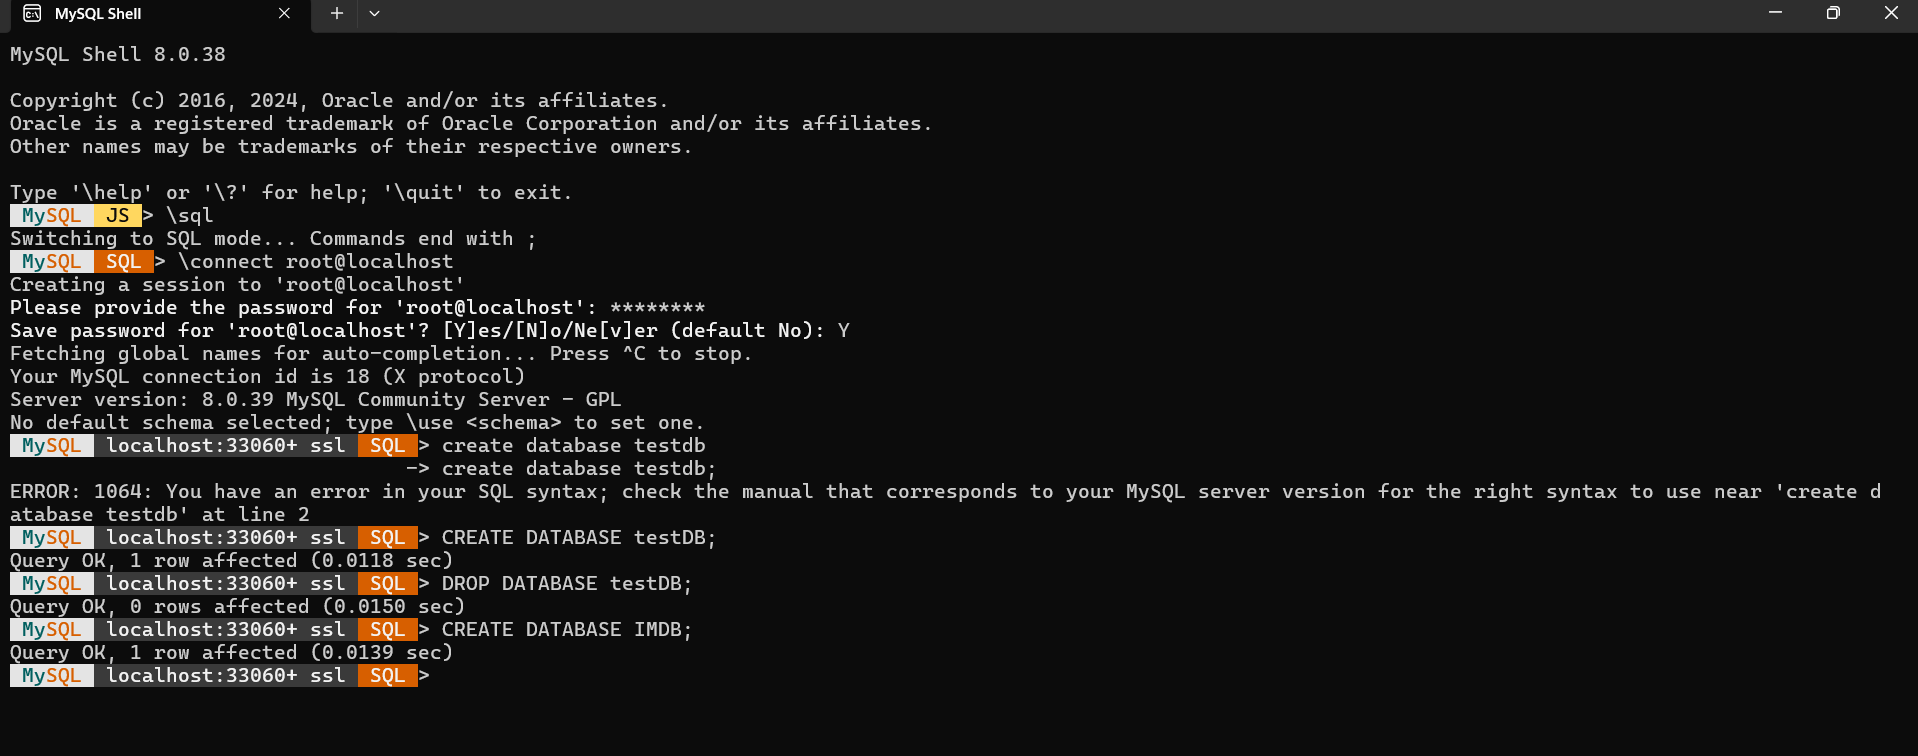 MySQL Shell
MySQL Shell 8.0.38
Copyright (c) 2016, 2024, Oracle and/or its affiliates.
Oracle is a registered trademark of Oracle Corporation and/or its affiliates.
Other names may be trademarks of their respective owners.
Type '\help' or '\?' for help; '\quit' to exit.
MySQL JS > \sql
Switching to SQL mode... Commands end with ;
MySQL SQL > \connect root@localhost
Creating a session to 'root@localhost'
Please provide the password for 'root@localhost': ********
Save password for 'root@localhost'? [Y]es/[N]o/Ne[v]er (default No): Y
Fetching global names for auto-completion... Press ^C to stop.
Your MySQL connection id is 18 (X protocol)
Server version: 8.0.39 MySQL Community Server - GPL
No default schema selected; type \use <schema> to set one.
MySQL localhost:33060+ ssl SQL > create database testdb
-> create database testdb;
ERROR: 1064: You have an error in your SQL syntax; check the manual that corresponds to your MySQL server version for the right syntax to use near 'create d
atabase testdb' at line 2
MySQL localhost:33060+ ssl SQL > CREATE DATABASE testDB;
Query OK, 1 row affected (0.0118 sec)
MySQL localhost:33060+ ssl SQL > DROP DATABASE testDB;
Query OK, 0 rows affected (0.0150 sec)
MySQL localhost:33060+ ssl SQL > CREATE DATABASE IMDB;
Query OK, 1 row affected (0.0139 sec)
MySQL localhost:33060+ ssl SQL >